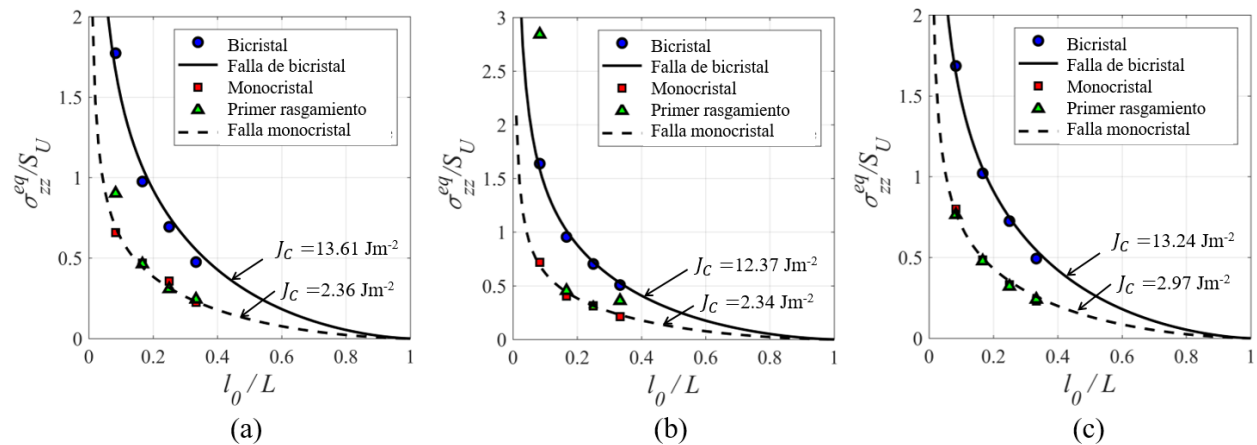 2
1.5
1
0.5
0
σ_zz^eq/S_U
0 0.2 0.4 0.6 0.8 1
l_0/L
Bicristal
Falla de bicristal
Monocristal
Primer rasgamiento
Falla monocristal
J_C =13.61 Jm⁻²
J_C =2.36 Jm⁻²
(a)
3
2.5
2
1.5
1
0.5
0
σ_zz^eq/S_U
0 0.2 0.4 0.6 0.8 1
l_0/L
Bicristal
Falla de bicristal
Monocristal
Primer rasgamiento
Falla monocristal
J_C =12.37 Jm⁻²
J_C =2.34 Jm⁻²
(b)
2
1.5
1
0.5
0
σ_zz^eq/S_U
0 0.2 0.4 0.6 0.8 1
l_0/L
Bicristal
Falla de bicristal
Monocristal
Primer rasgamiento
Falla monocristal
J_C =13.24 Jm⁻²
J_C =2.97 Jm⁻²
(c)